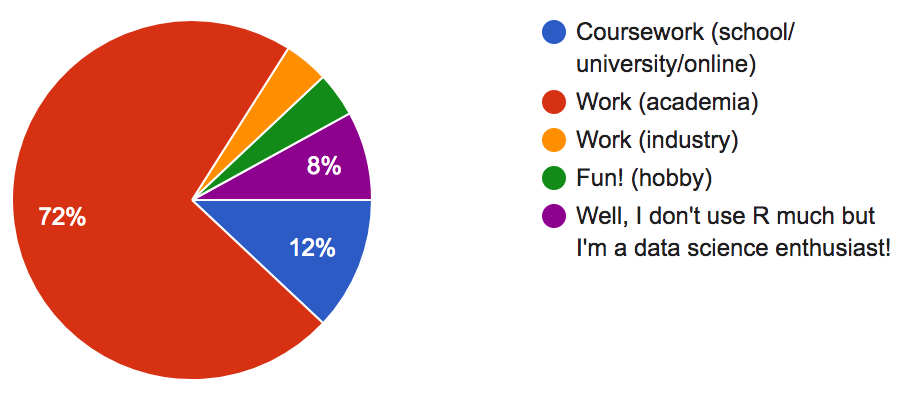 72%
8%
12%
Coursework (school/
university/online)
Work (academia)
Work (industry)
Fun! (hobby)
Well, I don't use R much but
I'm a data science enthusiast!